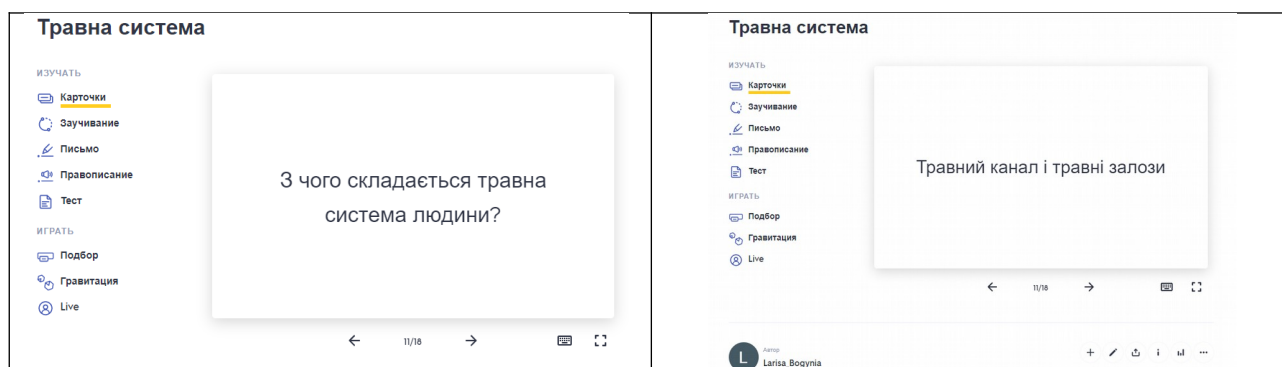 Травна система
ИЗУЧАТЬ
Карточки
Заучивание
Письмо
Правописание
Тест
ИГРАТЬ
Подбор
Гравитация
Live
З чого складається травна
система людини?
11/18
Травна система
ИЗУЧАТЬ
Карточки
Заучивание
Письмо
Правописание
Тест
ИГРАТЬ
Подбор
Гравитация
Live
Травний канал і травні залози
11/18
L
Автор
Larisa Bogynia